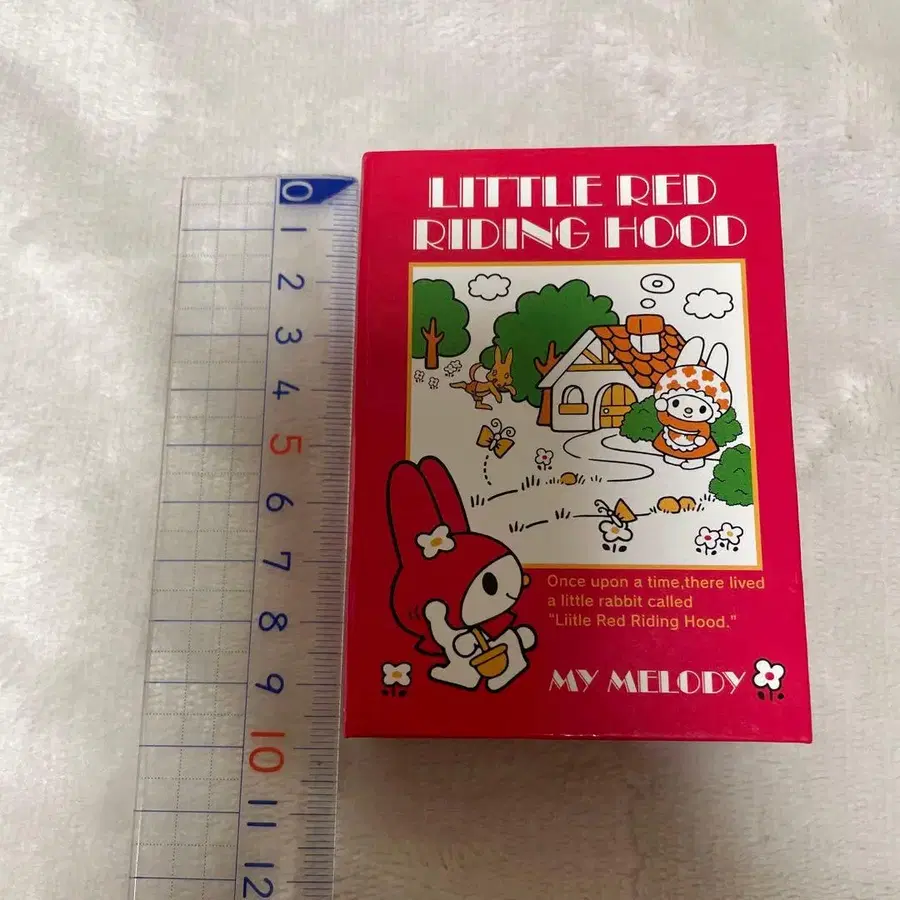 LITTLE RED
RIDING HOOD
Once upon a time,there lived
a little rabbit called
"Liitle Red Riding Hood."
MY MELODY
0
1
2
3
4
5
6
7
8
9
10
11
12